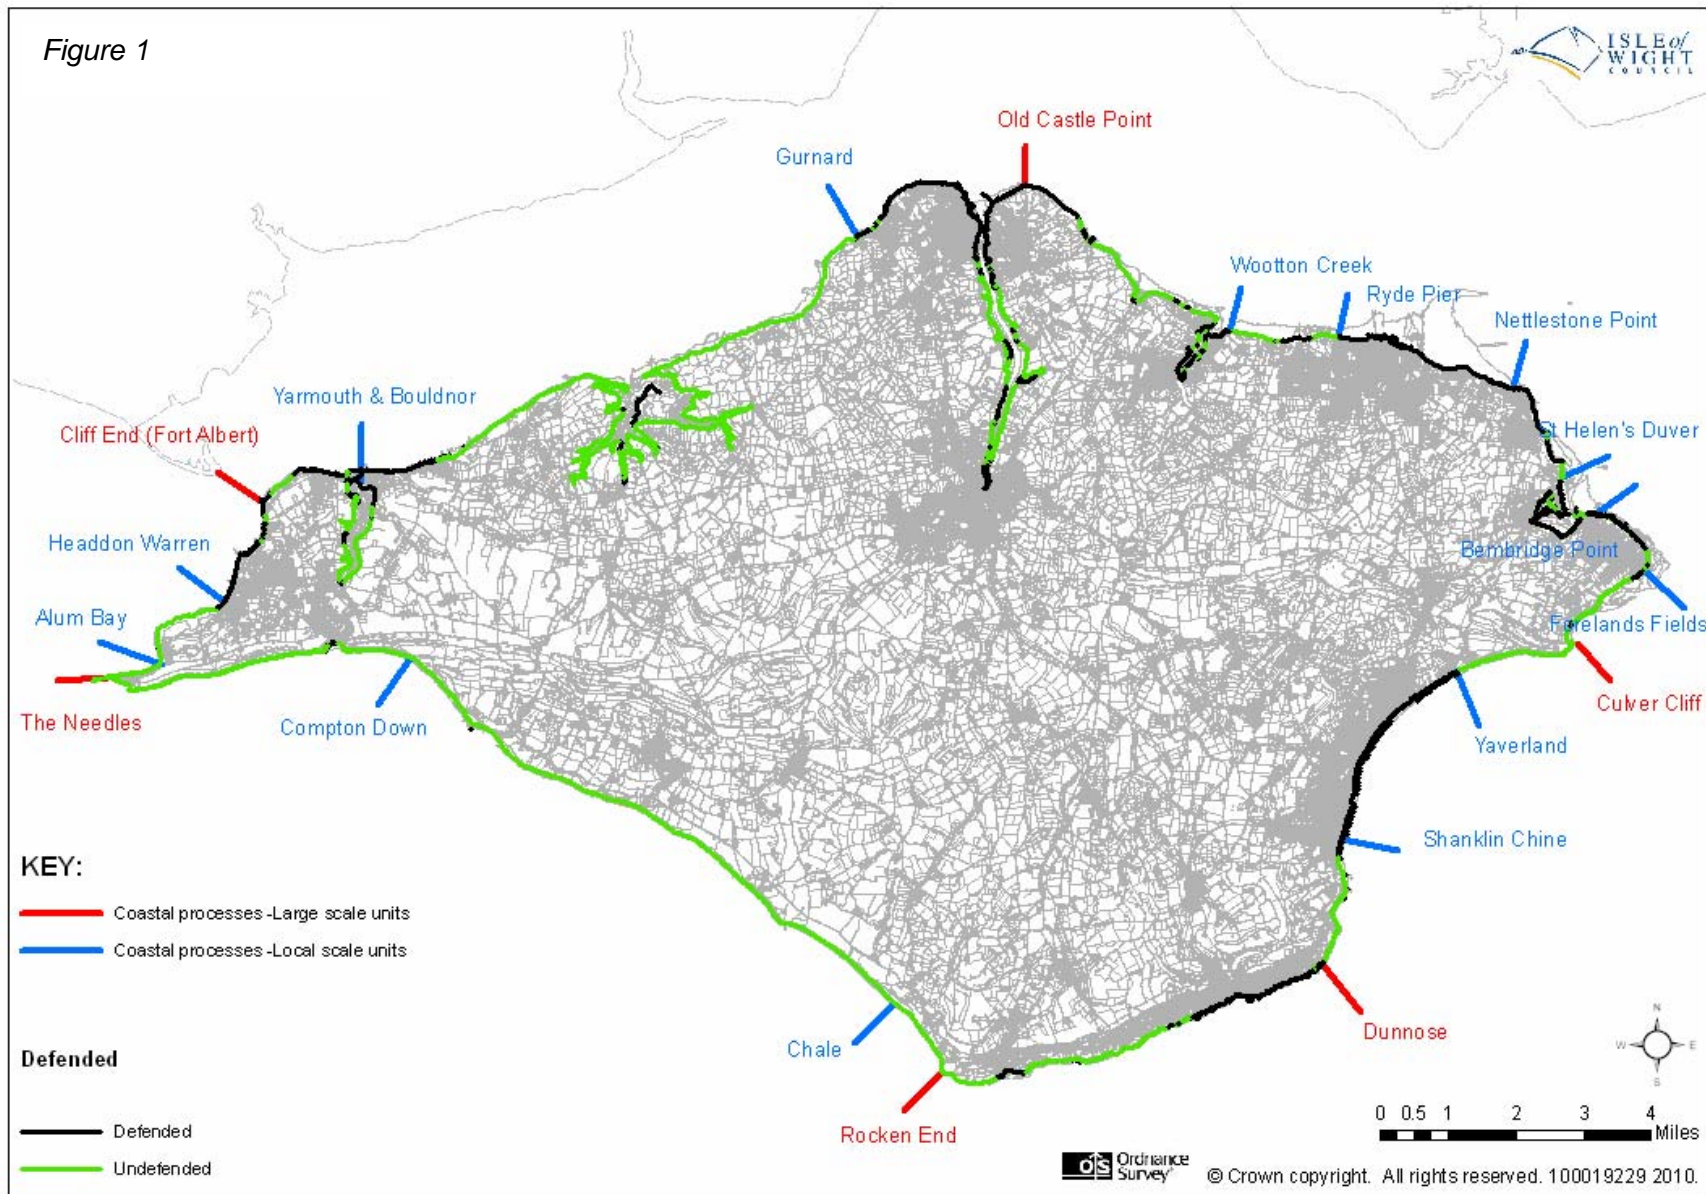 Figure 1
ISLE of
WIGHT
COUNCIL
Old Castle Point
Gurnard
Wootton Creek
Ryde Pier
Nettlestone Point
Yarmouth & Bouldnor
Cliff End (Fort Albert)
St Helen's Duver
Headdon Warren
Bembridge Point
Alum Bay
Forelands Fields
The Needles
Compton Down
Culver Cliff
Yaverland
Shanklin Chine
KEY:
Coastal processes -Large scale units
Coastal processes -Local scale units
Chale
Dunnose
Rocken End
Defended
Defended
Undefended
N
W E
S
0 0.5 1 2 3 4
Miles
OS Ordnance
Survey
© Crown copyright. All rights reserved. 100019229 2010.